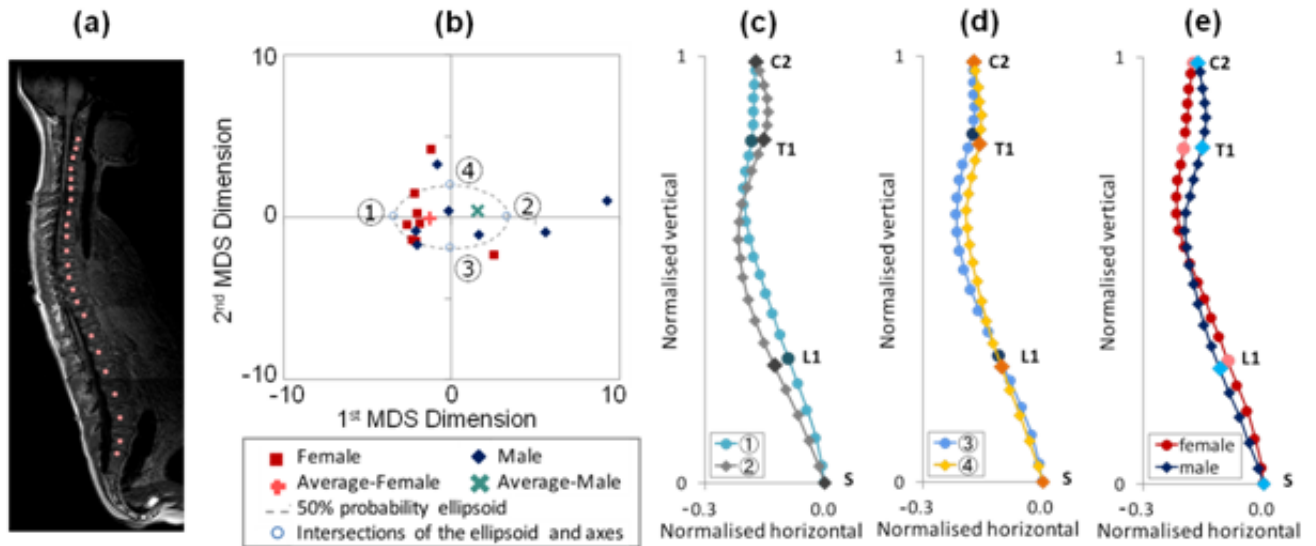 (a)
(b)
(c)
(d)
(e)
10
0
-10
2nd MDS Dimension
-10
0
10
1st MDS Dimension
①
②
③
④
Female
Male
Average-Female
Average-Male
50% probability ellipsoid
Intersections of the ellipsoid and axes
1
Normalised vertical
0
C2
T1
L1
S
①
②
-0.3
0.0
Normalised horizontal
1
Normalised vertical
0
C2
T1
L1
S
③
④
-0.3
0.0
Normalised horizontal
1
Normalised vertical
0
C2
T1
L1
S
female
male
-0.3
0.0
Normalised horizontal